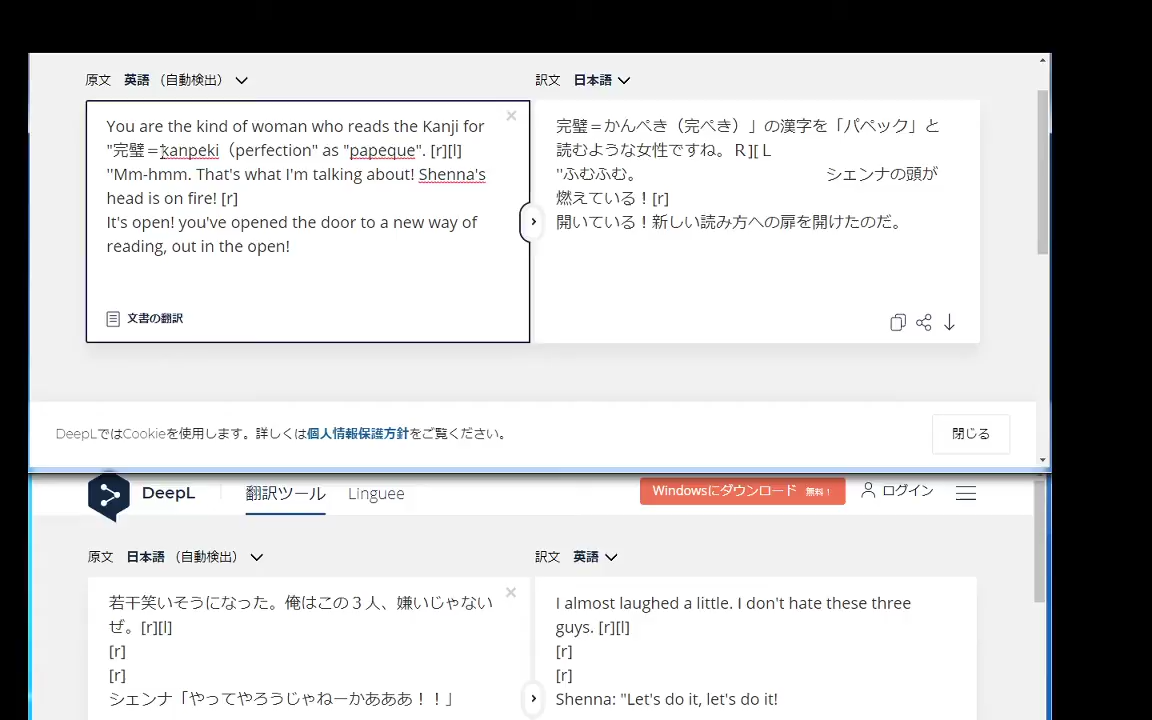 原文 英語 （自動検出）
訳文 日本語
You are the kind of woman who reads the Kanji for
"完璧＝kanpeki（perfection" as "papeque". [r][l]
"Mm-hmm. That's what I'm talking about! Shenna's
head is on fire! [r]
It's open! you've opened the door to a new way of
reading, out in the open!
文書の翻訳
完璧＝かんぺき（完ぺき）」の漢字を「パペック」と
読むような女性ですね。Ｒ][Ｌ
"ふむふむ。 シェンナの頭が
燃えている！[r]
開いている！新しい読み方への扉を開けたのだ。
DeepLではCookieを使用します。詳しくは個人情報保護方針をご覧ください。
閉じる
DeepL 翻訳ツール Linguee
Windowsにダウンロード 無料！ ログイン
原文 日本語 （自動検出）
訳文 英語
若干笑いそうになった。俺はこの３人、嫌いじゃない
ぜ。[r][l]
[r]
[r]
シェンナ「やってやろうじゃねーかあああ！！」
I almost laughed a little. I don't hate these three
guys. [r][l]
[r]
[r]
Shenna: "Let's do it, let's do it!